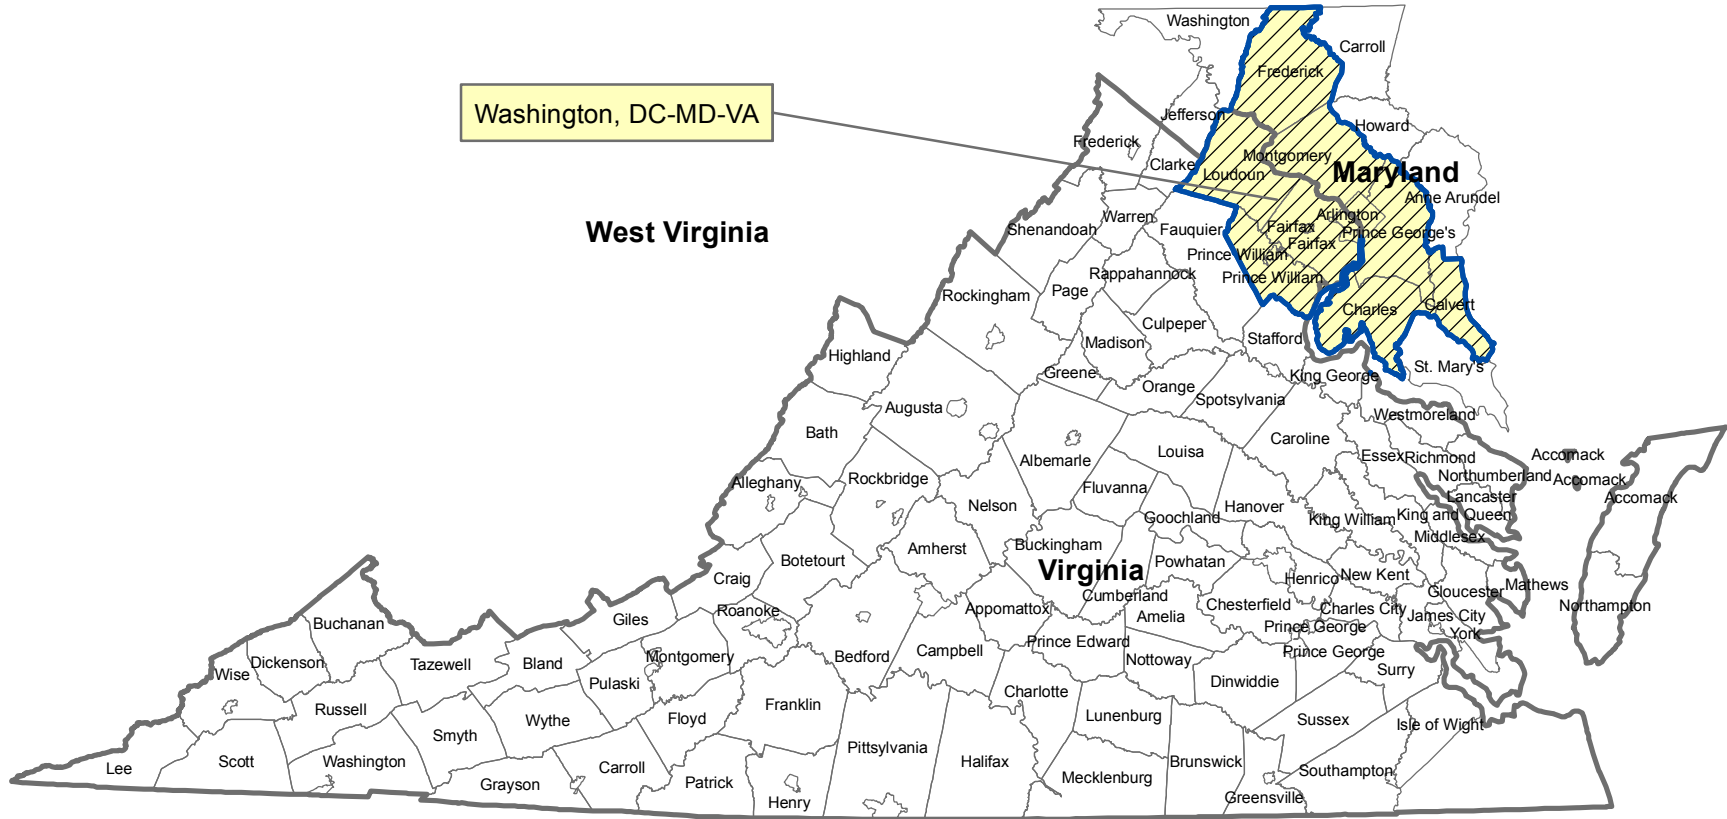 Washington
Carroll
Frederick
Washington, DC-MD-VA
Jefferson
Howard
Frederick
Clarke
Montgomery
Maryland
Loudoun
Anne Arundel
West Virginia
Warren
Arlington
Shenandoah
Fauquier
Fairfax
Prince George's
Fairfax
Prince William
Rappahannock
Prince William
Page
Rockingham
Calvert
Charles
Culpeper
Stafford
Madison
Highland
St. Mary's
Greene
King George
Orange
Spotsylvania
Augusta
Westmoreland
Bath
Caroline
Louisa
Accomack
Essex
Richmond
Albemarle
Rockbridge
Northumberland
Accomack
Alleghany
Fluvanna
Lancaster
Accomack
Nelson
Hanover
Goochland
King William
King and Queen
Middlesex
Buckingham
Amherst
Botetourt
Powhatan
Virginia
Craig
Henrico
New Kent
Mathews
Gloucester
Cumberland
Chesterfield
Northampton
Roanoke
Appomattox
Charles City
Giles
Amelia
James City
Buchanan
Prince George
York
Prince Edward
Campbell
Prince George
Bedford
Montgomery
Nottoway
Dickenson
Bland
Tazewell
Surry
Wise
Pulaski
Dinwiddie
Charlotte
Franklin
Russell
Lunenburg
Floyd
Wythe
Sussex
Isle of Wight
Smyth
Pittsylvania
Scott
Washington
Halifax
Brunswick
Lee
Carroll
Southampton
Mecklenburg
Patrick
Grayson
Greensville
Henry